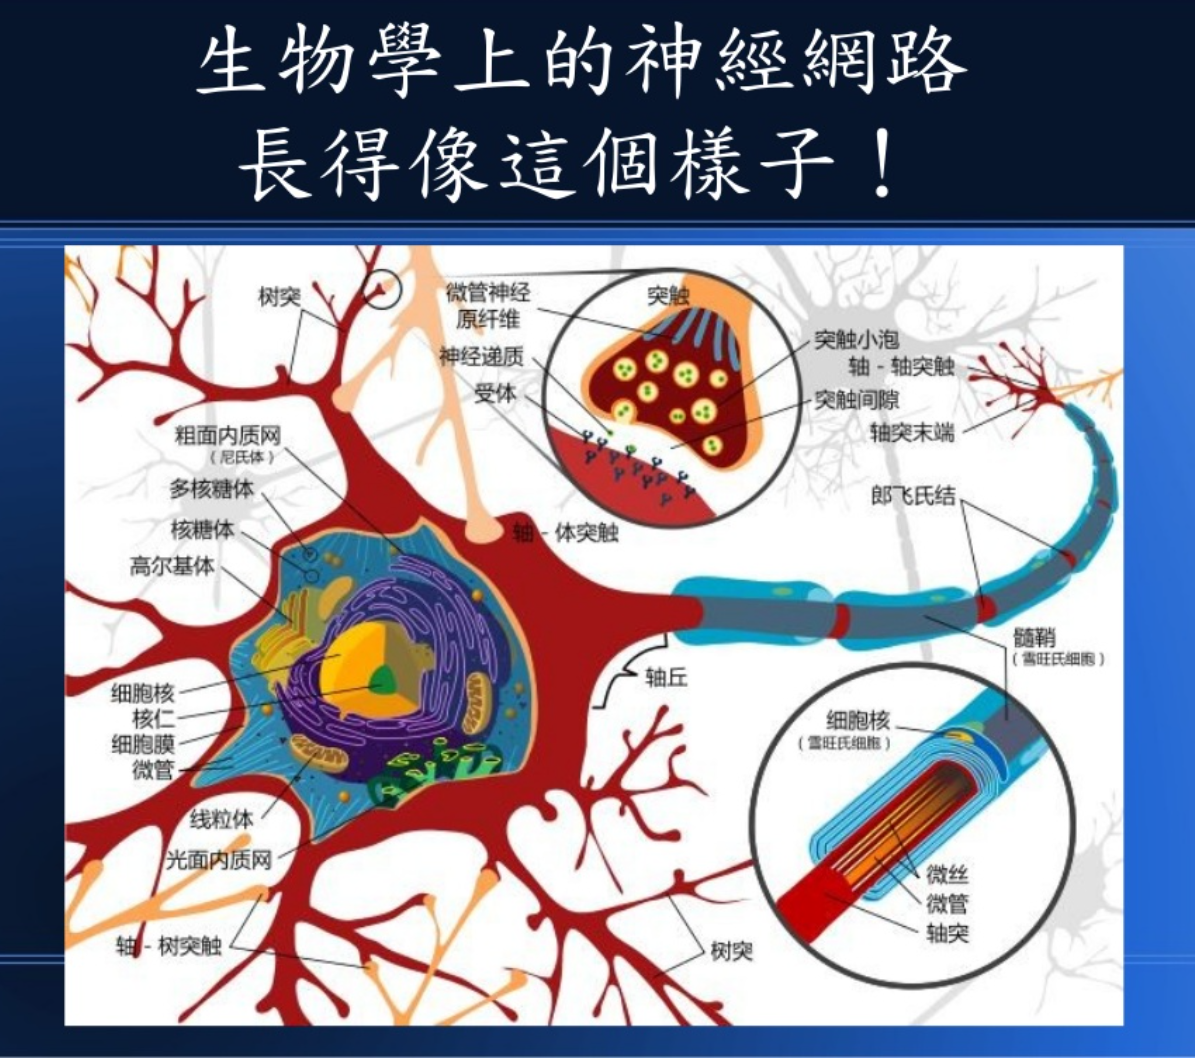 生物學上的神經網路
長得像這個樣子！
树突
微管神经
原纤维
神经递质
受体
突触
突触小泡
轴-轴突触
突触间隙
轴突末端
粗面内质网
（尼氏体）
多核糖体
核糖体
高尔基体
轴-体突触
郎飞氏结
髓鞘
（雪旺氏细胞）
轴丘
细胞核
核仁
细胞膜
微管
线粒体
光面内质网
轴-树突触
树突
细胞核
（雪旺氏细胞）
微丝
微管
轴突